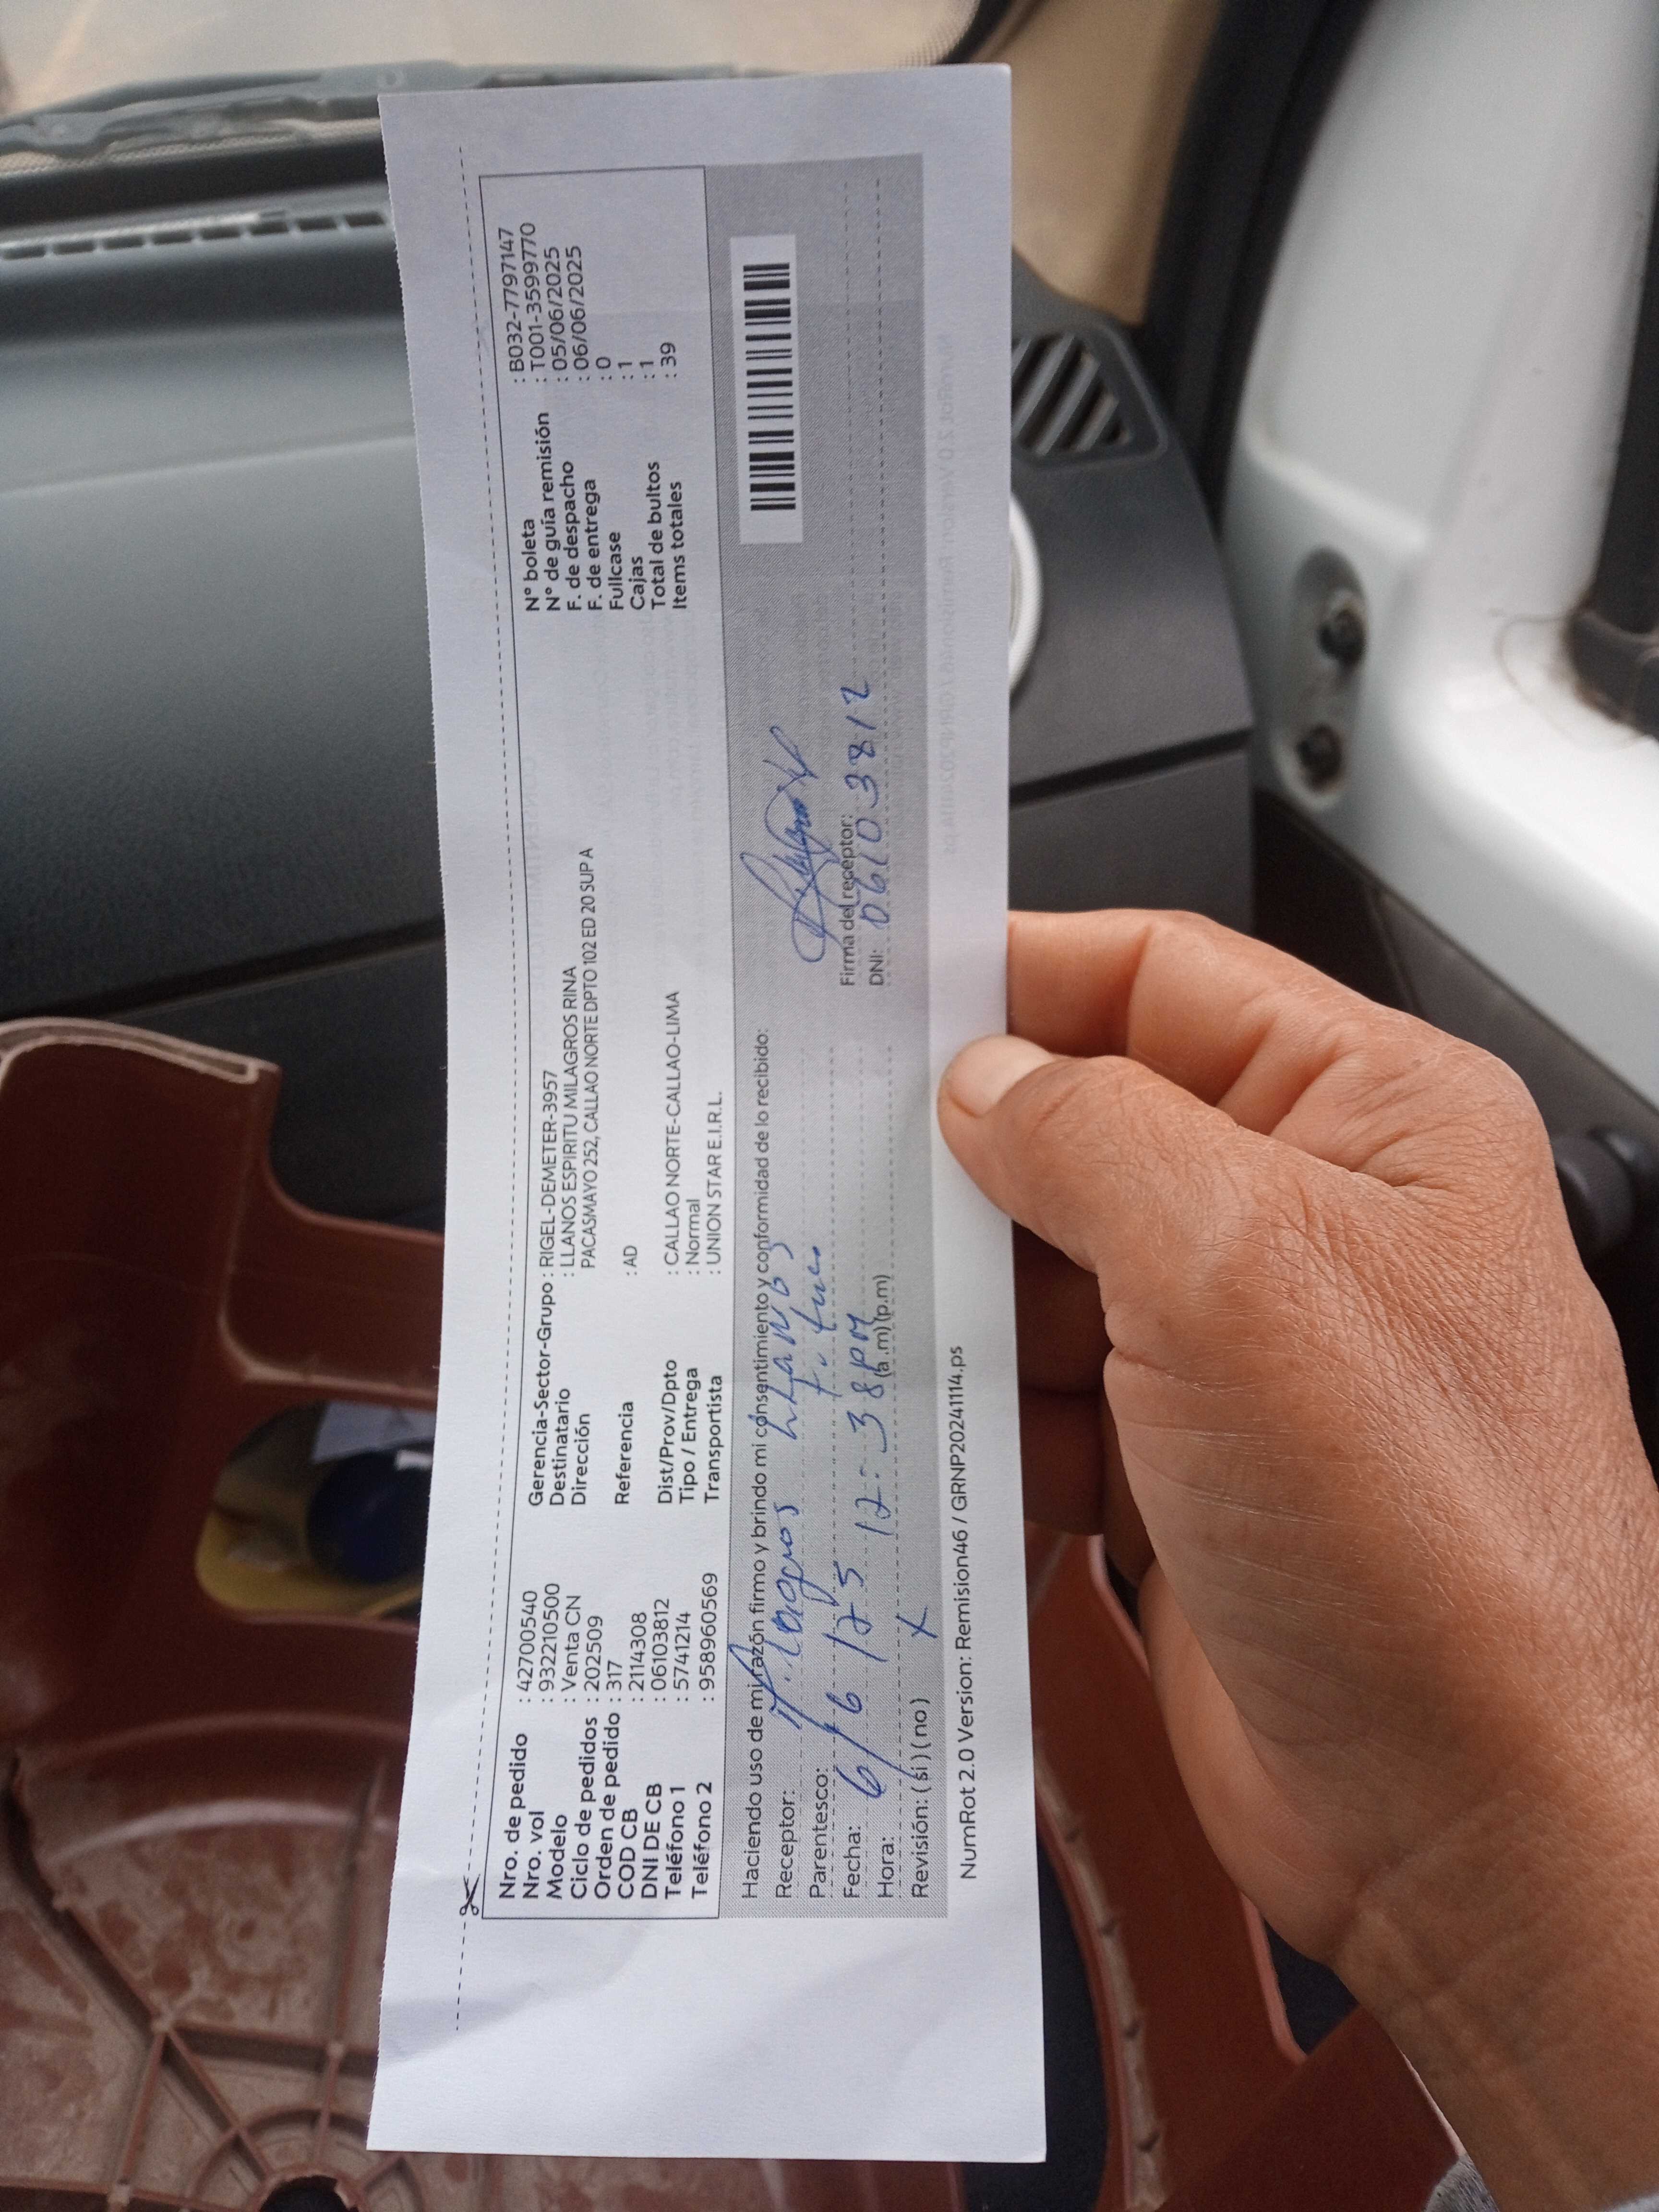 Nro. de pedido : 42700540
Nro. vol : 932210500
Modelo : Venta CN
Ciclo de pedidos : 202509
Orden de pedido : 317
COD CB : 2114308
DNI DE CB : 06103812
Teléfono 1 : 5741214
Teléfono 2 : 958960569
Gerencia-Sector-Grupo : RIGEL-DEMETER-3957
Destinatario : LLANOS ESPIRITU MILAGROS RINA
Dirección PACASMAYO 252, CALLAO NORTE DPTO 102 ED 20 SUP A
Referencia : AD
Dist/Prov/Dpto : CALLAO NORTE-CALLAO-LIMA
Tipo / Entrega : Normal
Transportista : UNION STAR E.I.R.L.
N° boleta : B032-7797147
N° de guía remisión : T001-3599770
F. de despacho : 05/06/2025
F. de entrega : 06/06/2025
Fullcase : 0
Cajas : 1
Total de bultos : 1
Items totales : 39
Haciendo uso de mi razón firmo y brindo mi consentimiento y conformidad de lo recibido:
Receptor: Milagros Llanos
Parentesco:
Fecha: 6/6/25 12:38 pm
Hora: (a.m)(p.m)
Revisión: ( si ) ( no ) X
Firma del receptor:
DNI: 06103812
NumRot 2.0 Version: Remision46 / GRNP20241114.ps